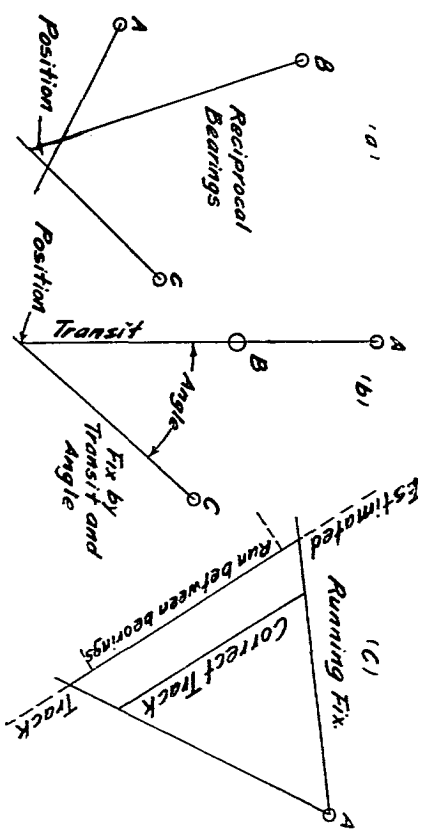 'a'
A
B
C
Reciprocal
Bearings
Position
(b)
A
B
C
Transit
Angle
Position
Fix by
Transit and
Angle
(C)
Running Fix.
A
Estimated
Track
Run between bearings,
Correct Track